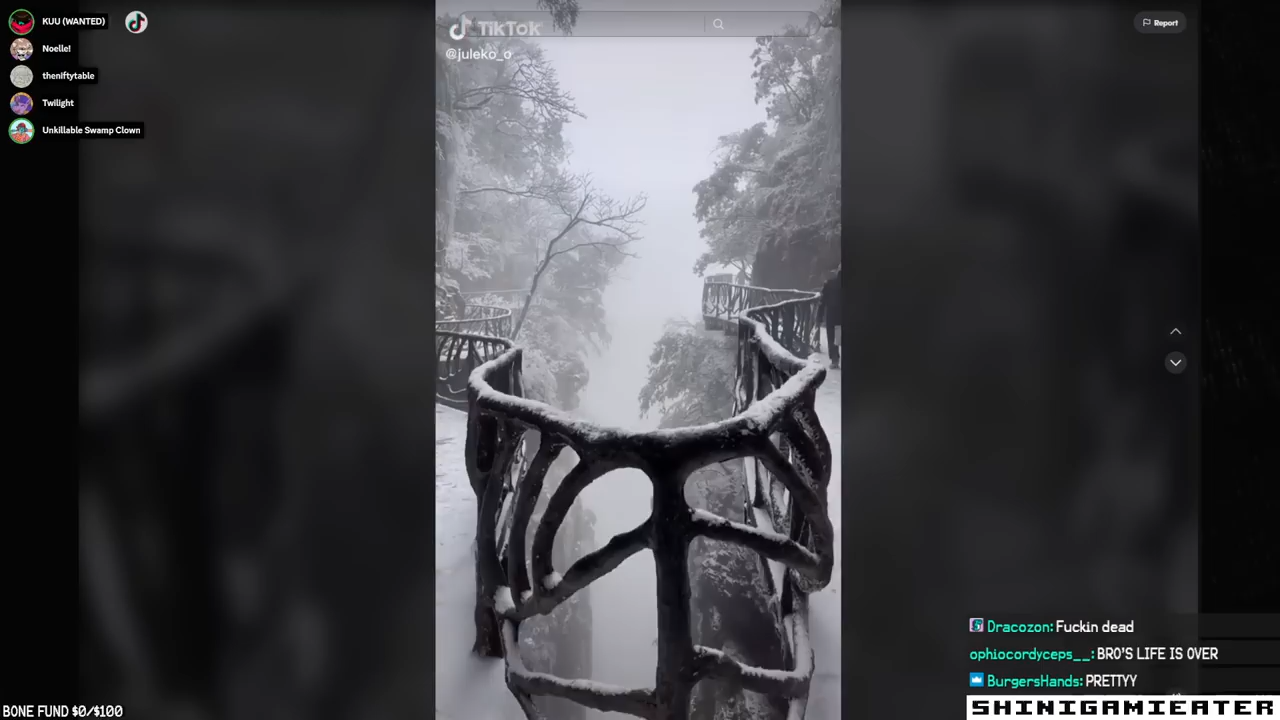 KUU (WANTED)
Noelle!
theniftytable
Twilight
Unkillable Swamp Clown
TikTok
@juleko_o
Report
Dracozon: Fuckin dead
ophiocordyceps__: BRO'S LIFE IS OVER
BurgersHands: PRETTYY
BONE FUND $0/$100
SHINIGAMIEATER